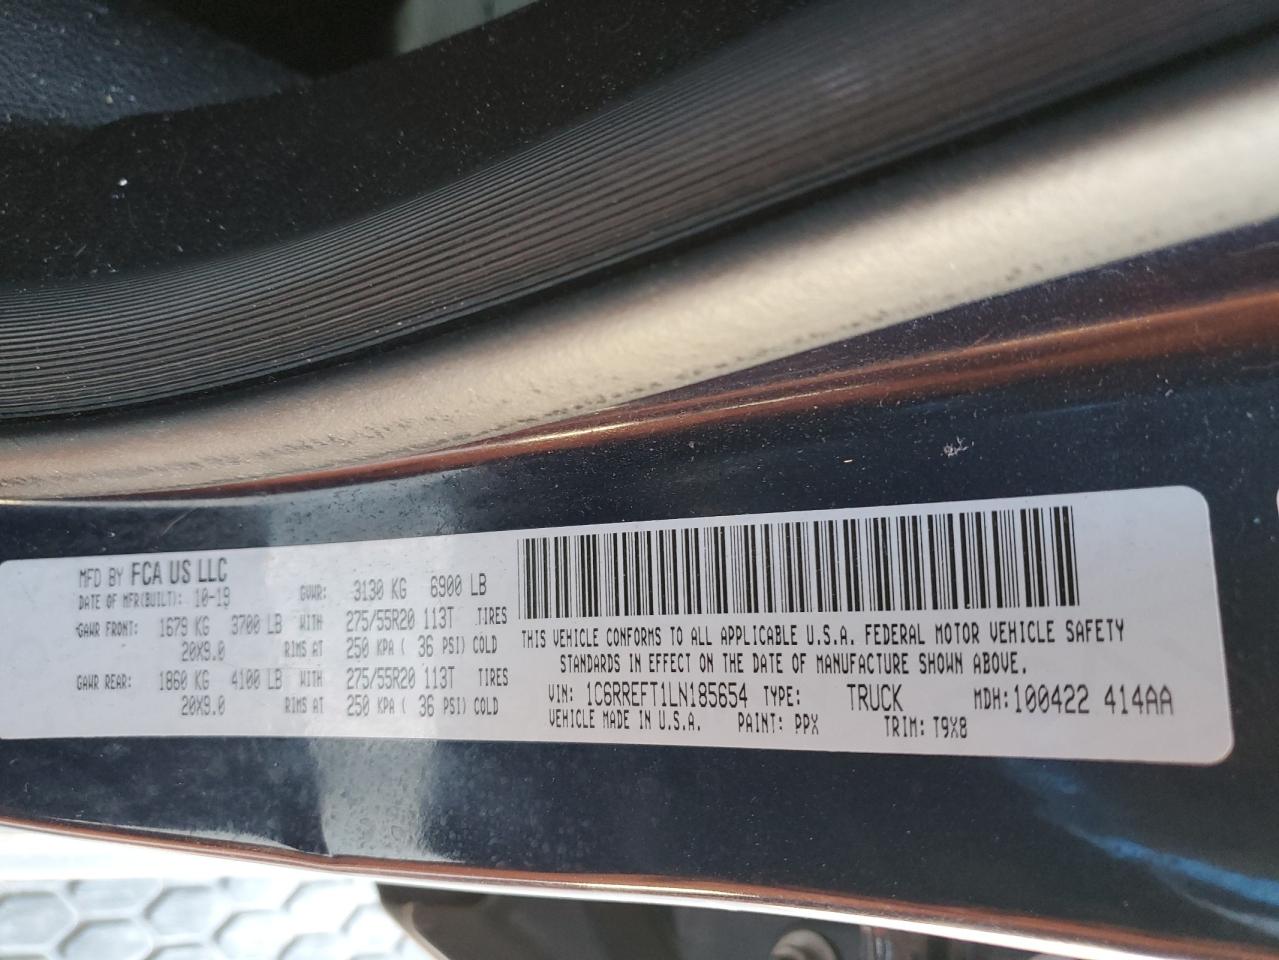 MFD BY FCA US LLC
DATE OF MFR(BUILT): 10-19 GVWR: 3130 KG 6900 LB
GAWR FRONT: 1679 KG 3700 LB WITH 275/55R20 113T TIRES
20X9.0 RIMS AT 250 KPA ( 36 PSI) COLD
GAWR REAR: 1860 KG 4100 LB WITH 275/55R20 113T TIRES
20X9.0 RIMS AT 250 KPA ( 36 PSI) COLD
THIS VEHICLE CONFORMS TO ALL APPLICABLE U.S.A. FEDERAL MOTOR VEHICLE SAFETY
STANDARDS IN EFFECT ON THE DATE OF MANUFACTURE SHOWN ABOVE.
VIN: 1C6RREFT1LN185654 TYPE: TRUCK MDH: 100422 414AA
VEHICLE MADE IN U.S.A. PAINT: PPX TRIM: T9X8